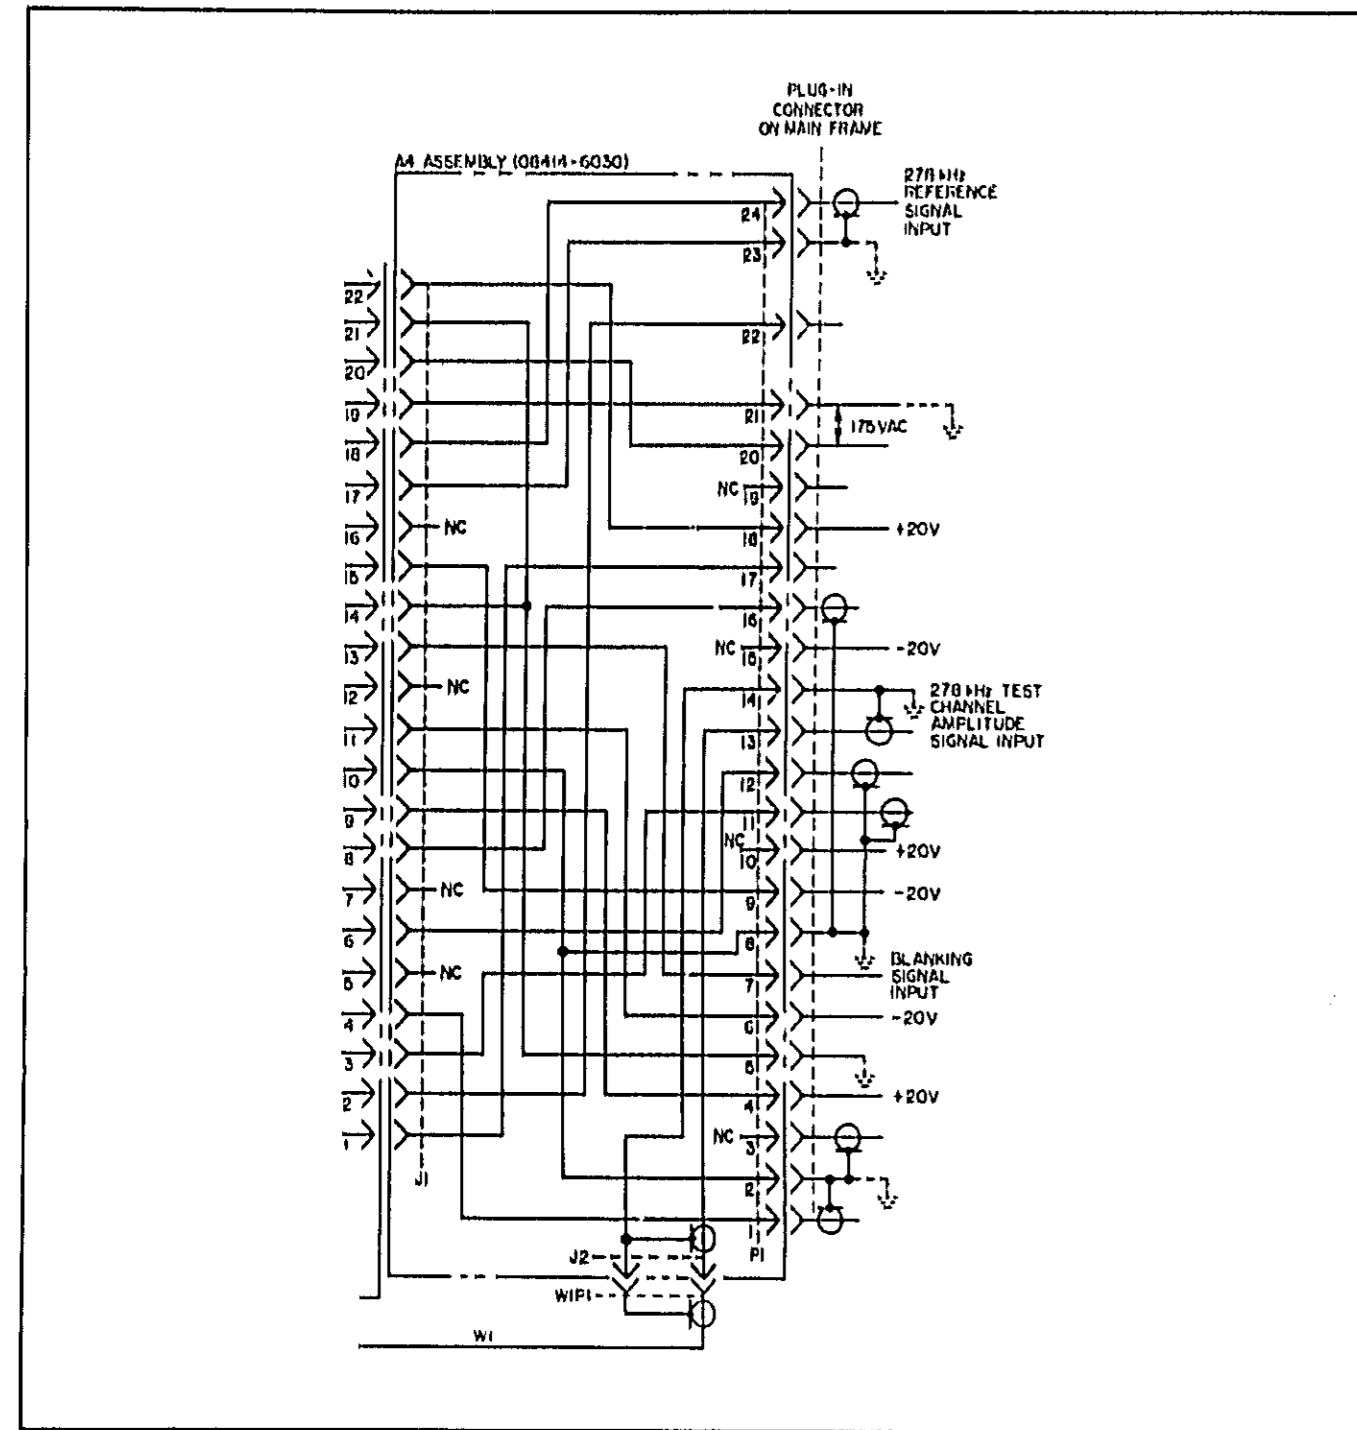 PLUG-IN
CONNECTOR
ON MAIN FRAME
A4 ASSEMBLY (08414-6030)
278 kHz
REFERENCE
SIGNAL
INPUT
24
23
22
22
21
20
21
19
175VAC
18
20
17
NC 19
16
NC
18
+20V
15
17
14
16
13
NC 15
-20V
12
NC
14
278 kHz TEST
CHANNEL
AMPLITUDE
SIGNAL INPUT
11
13
10
12
9
11
8
NC
10
+20V
7
NC
9
-20V
6
8
5
NC
7
BLANKING
SIGNAL
INPUT
4
6
-20V
3
5
2
4
+20V
1
NC
3
J1
2
1
P1
J2
W1P1
W1